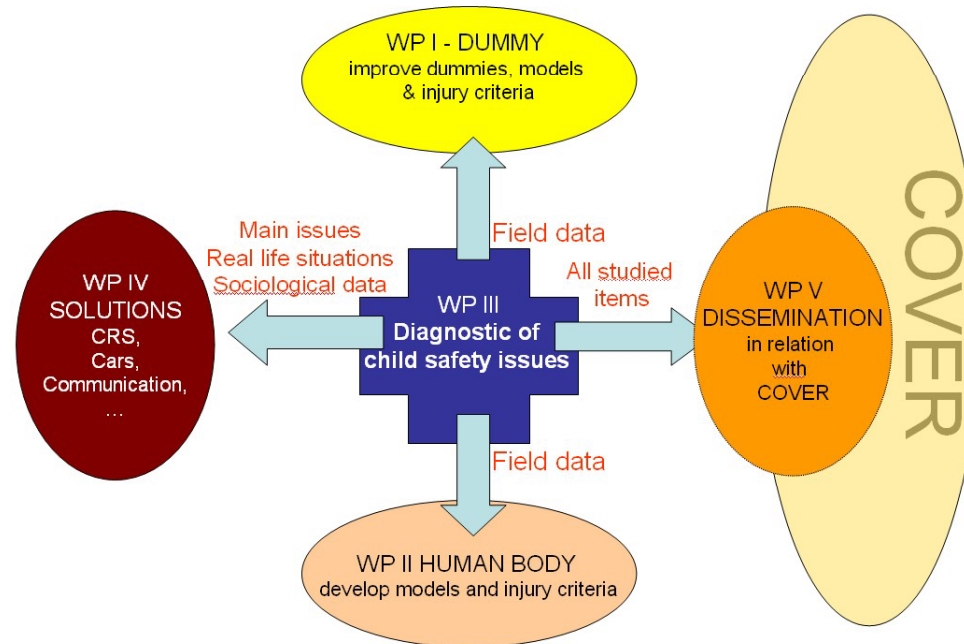 WP I - DUMMY
improve dummies, models
& injury criteria
Field data
Main issues
Real life situations
Sociological data
All studied
items
WP IV
SOLUTIONS
CRS,
Cars,
Communication,
...
WP III
Diagnostic of
child safety issues
WP V
DISSEMINATION
in relation
with
COVER
COVER
Field data
WP II HUMAN BODY
develop models and injury criteria